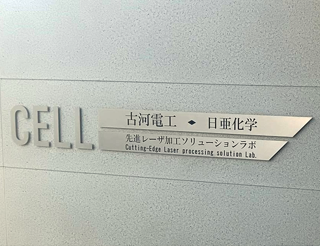 CELL
古河電工 ◆ 日亜化学
先進レーザ加工ソリューションラボ
Cutting-Edge Laser processing solution Lab.